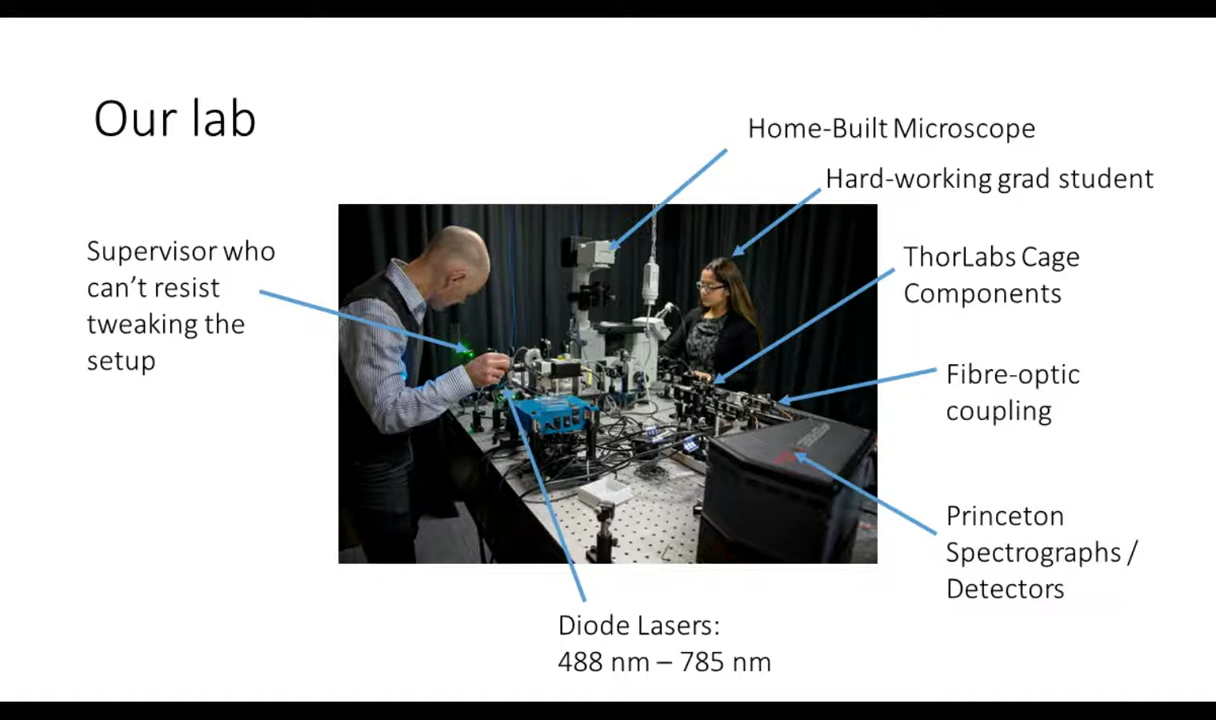 Our lab
Home-Built Microscope
Hard-working grad student
Supervisor who
can't resist
tweaking the
setup
ThorLabs Cage
Components
Fibre-optic
coupling
Princeton
Spectrographs /
Detectors
Diode Lasers:
488 nm – 785 nm